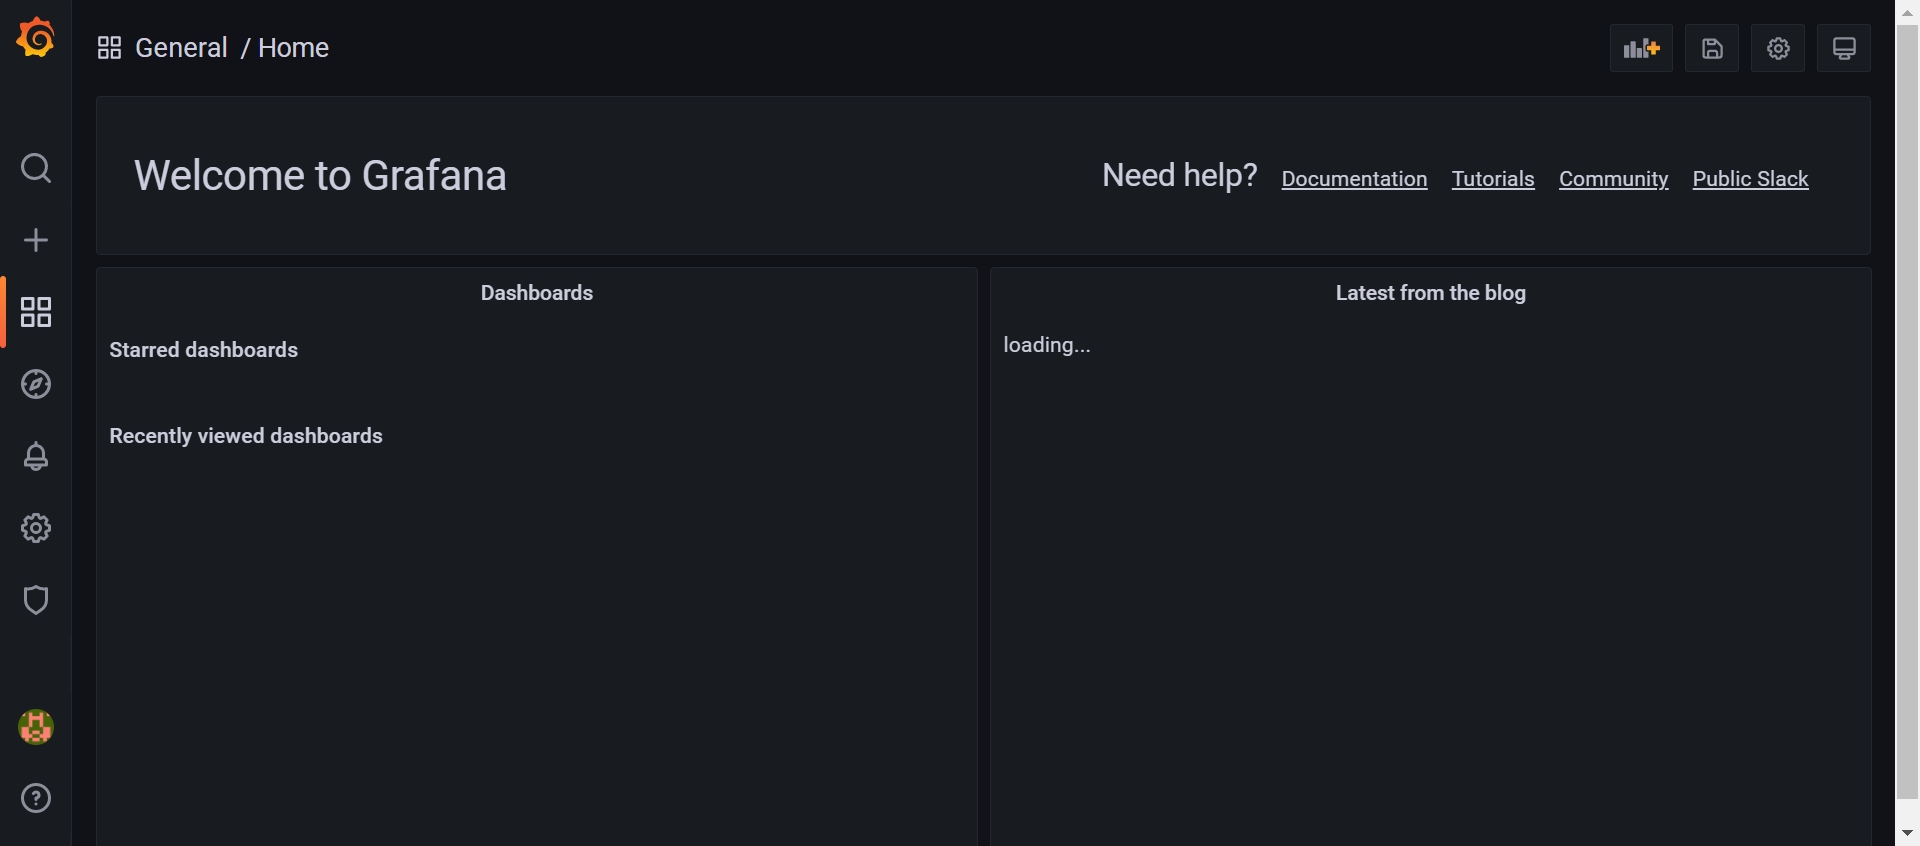 General / Home
Welcome to Grafana
Need help? Documentation Tutorials Community Public Slack
Dashboards
Starred dashboards
Recently viewed dashboards
Latest from the blog
loading...